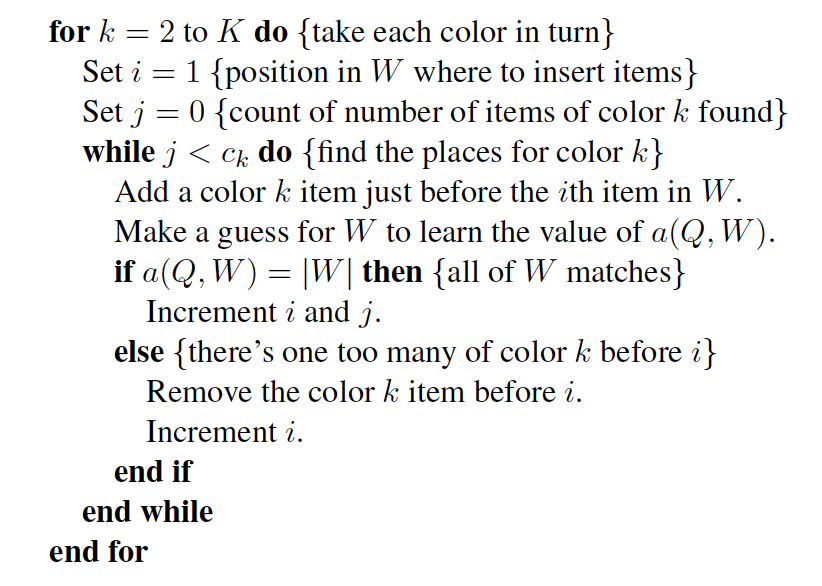 for k = 2 to K do {take each color in turn}
Set i = 1 {position in W where to insert items}
Set j = 0 {count of number of items of color k found}
while j < c_k do {find the places for color k}
Add a color k item just before the ith item in W.
Make a guess for W to learn the value of a(Q, W).
if a(Q, W) = |W| then {all of W matches}
Increment i and j.
else {there's one too many of color k before i}
Remove the color k item before i.
Increment i.
end if
end while
end for